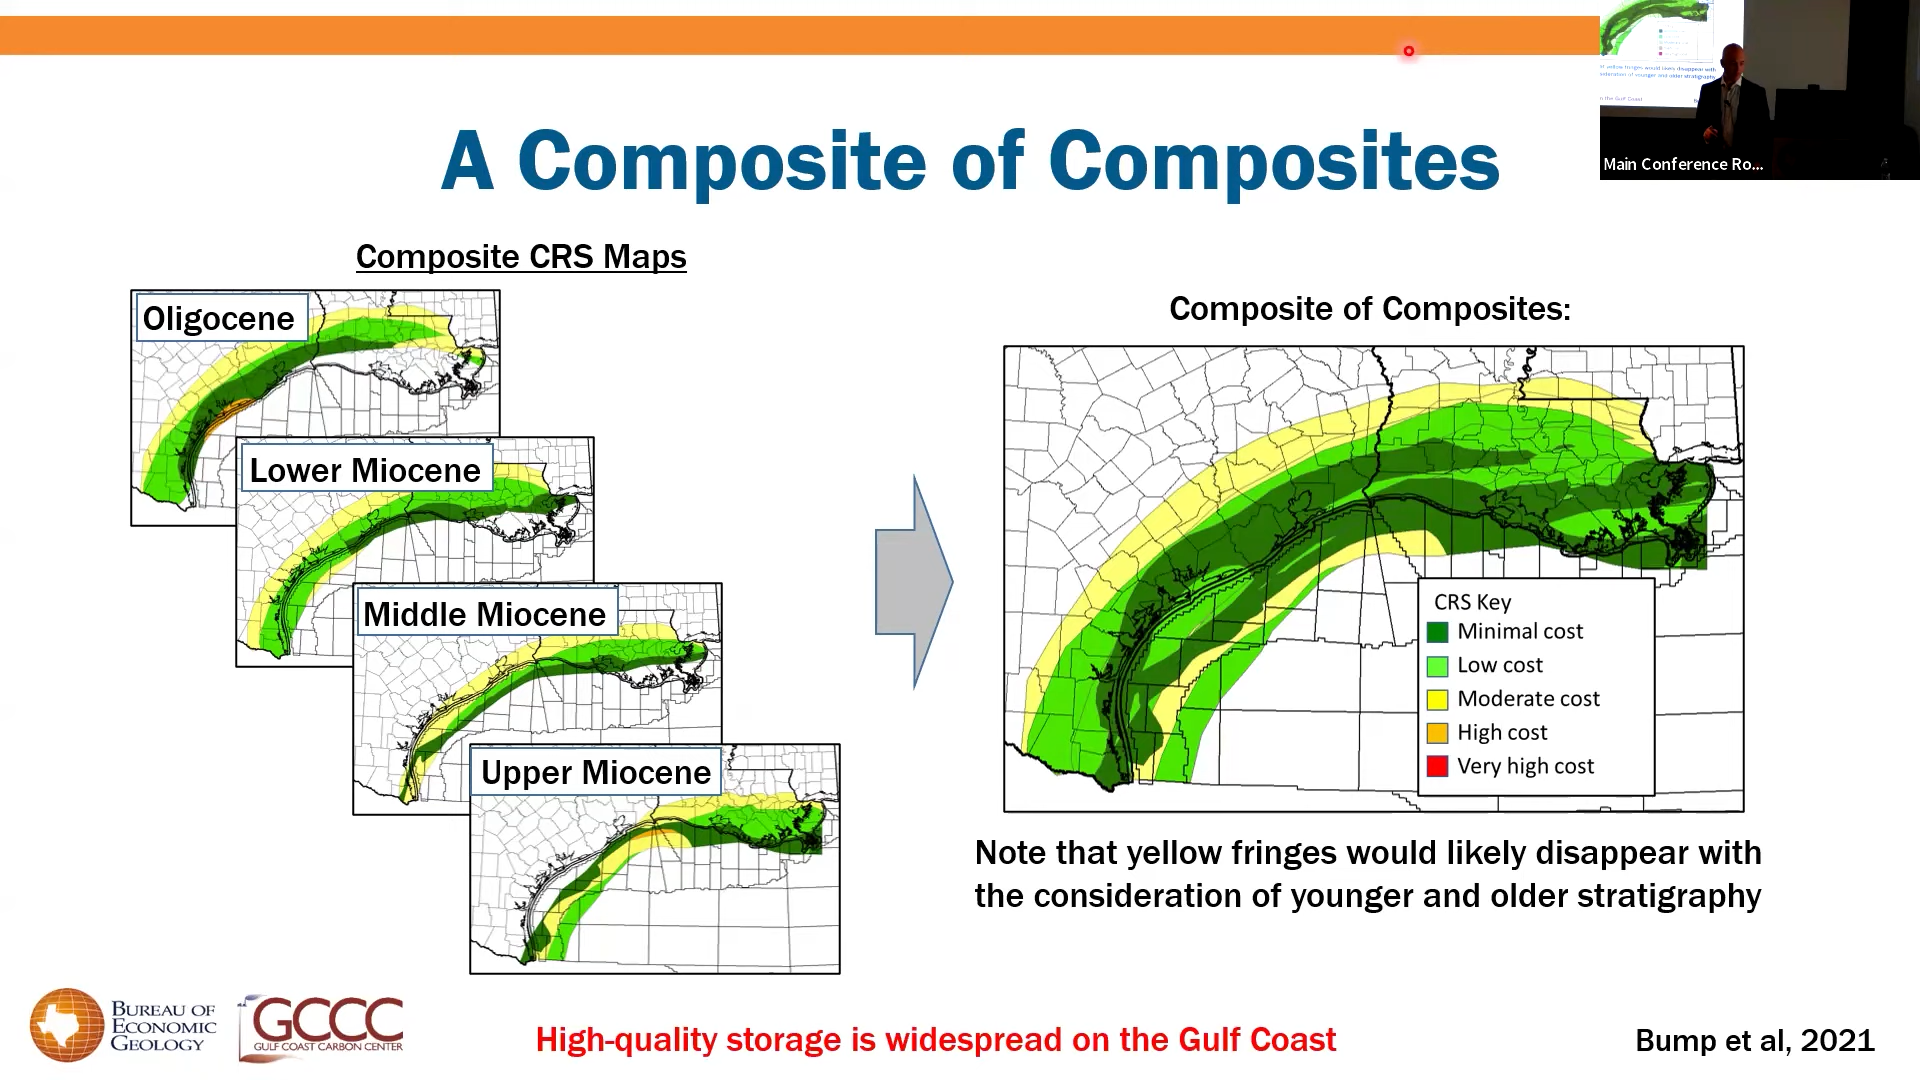 A Composite of Composites
Main Conference Ro...
Composite CRS Maps
Oligocene
Lower Miocene
Middle Miocene
Upper Miocene
Composite of Composites:
CRS Key
Minimal cost
Low cost
Moderate cost
High cost
Very high cost
Note that yellow fringes would likely disappear with
the consideration of younger and older stratigraphy
BUREAU OF
ECONOMIC
GEOLOGY
GCCC
GULF COAST CARBON CENTER
High-quality storage is widespread on the Gulf Coast
Bump et al, 2021